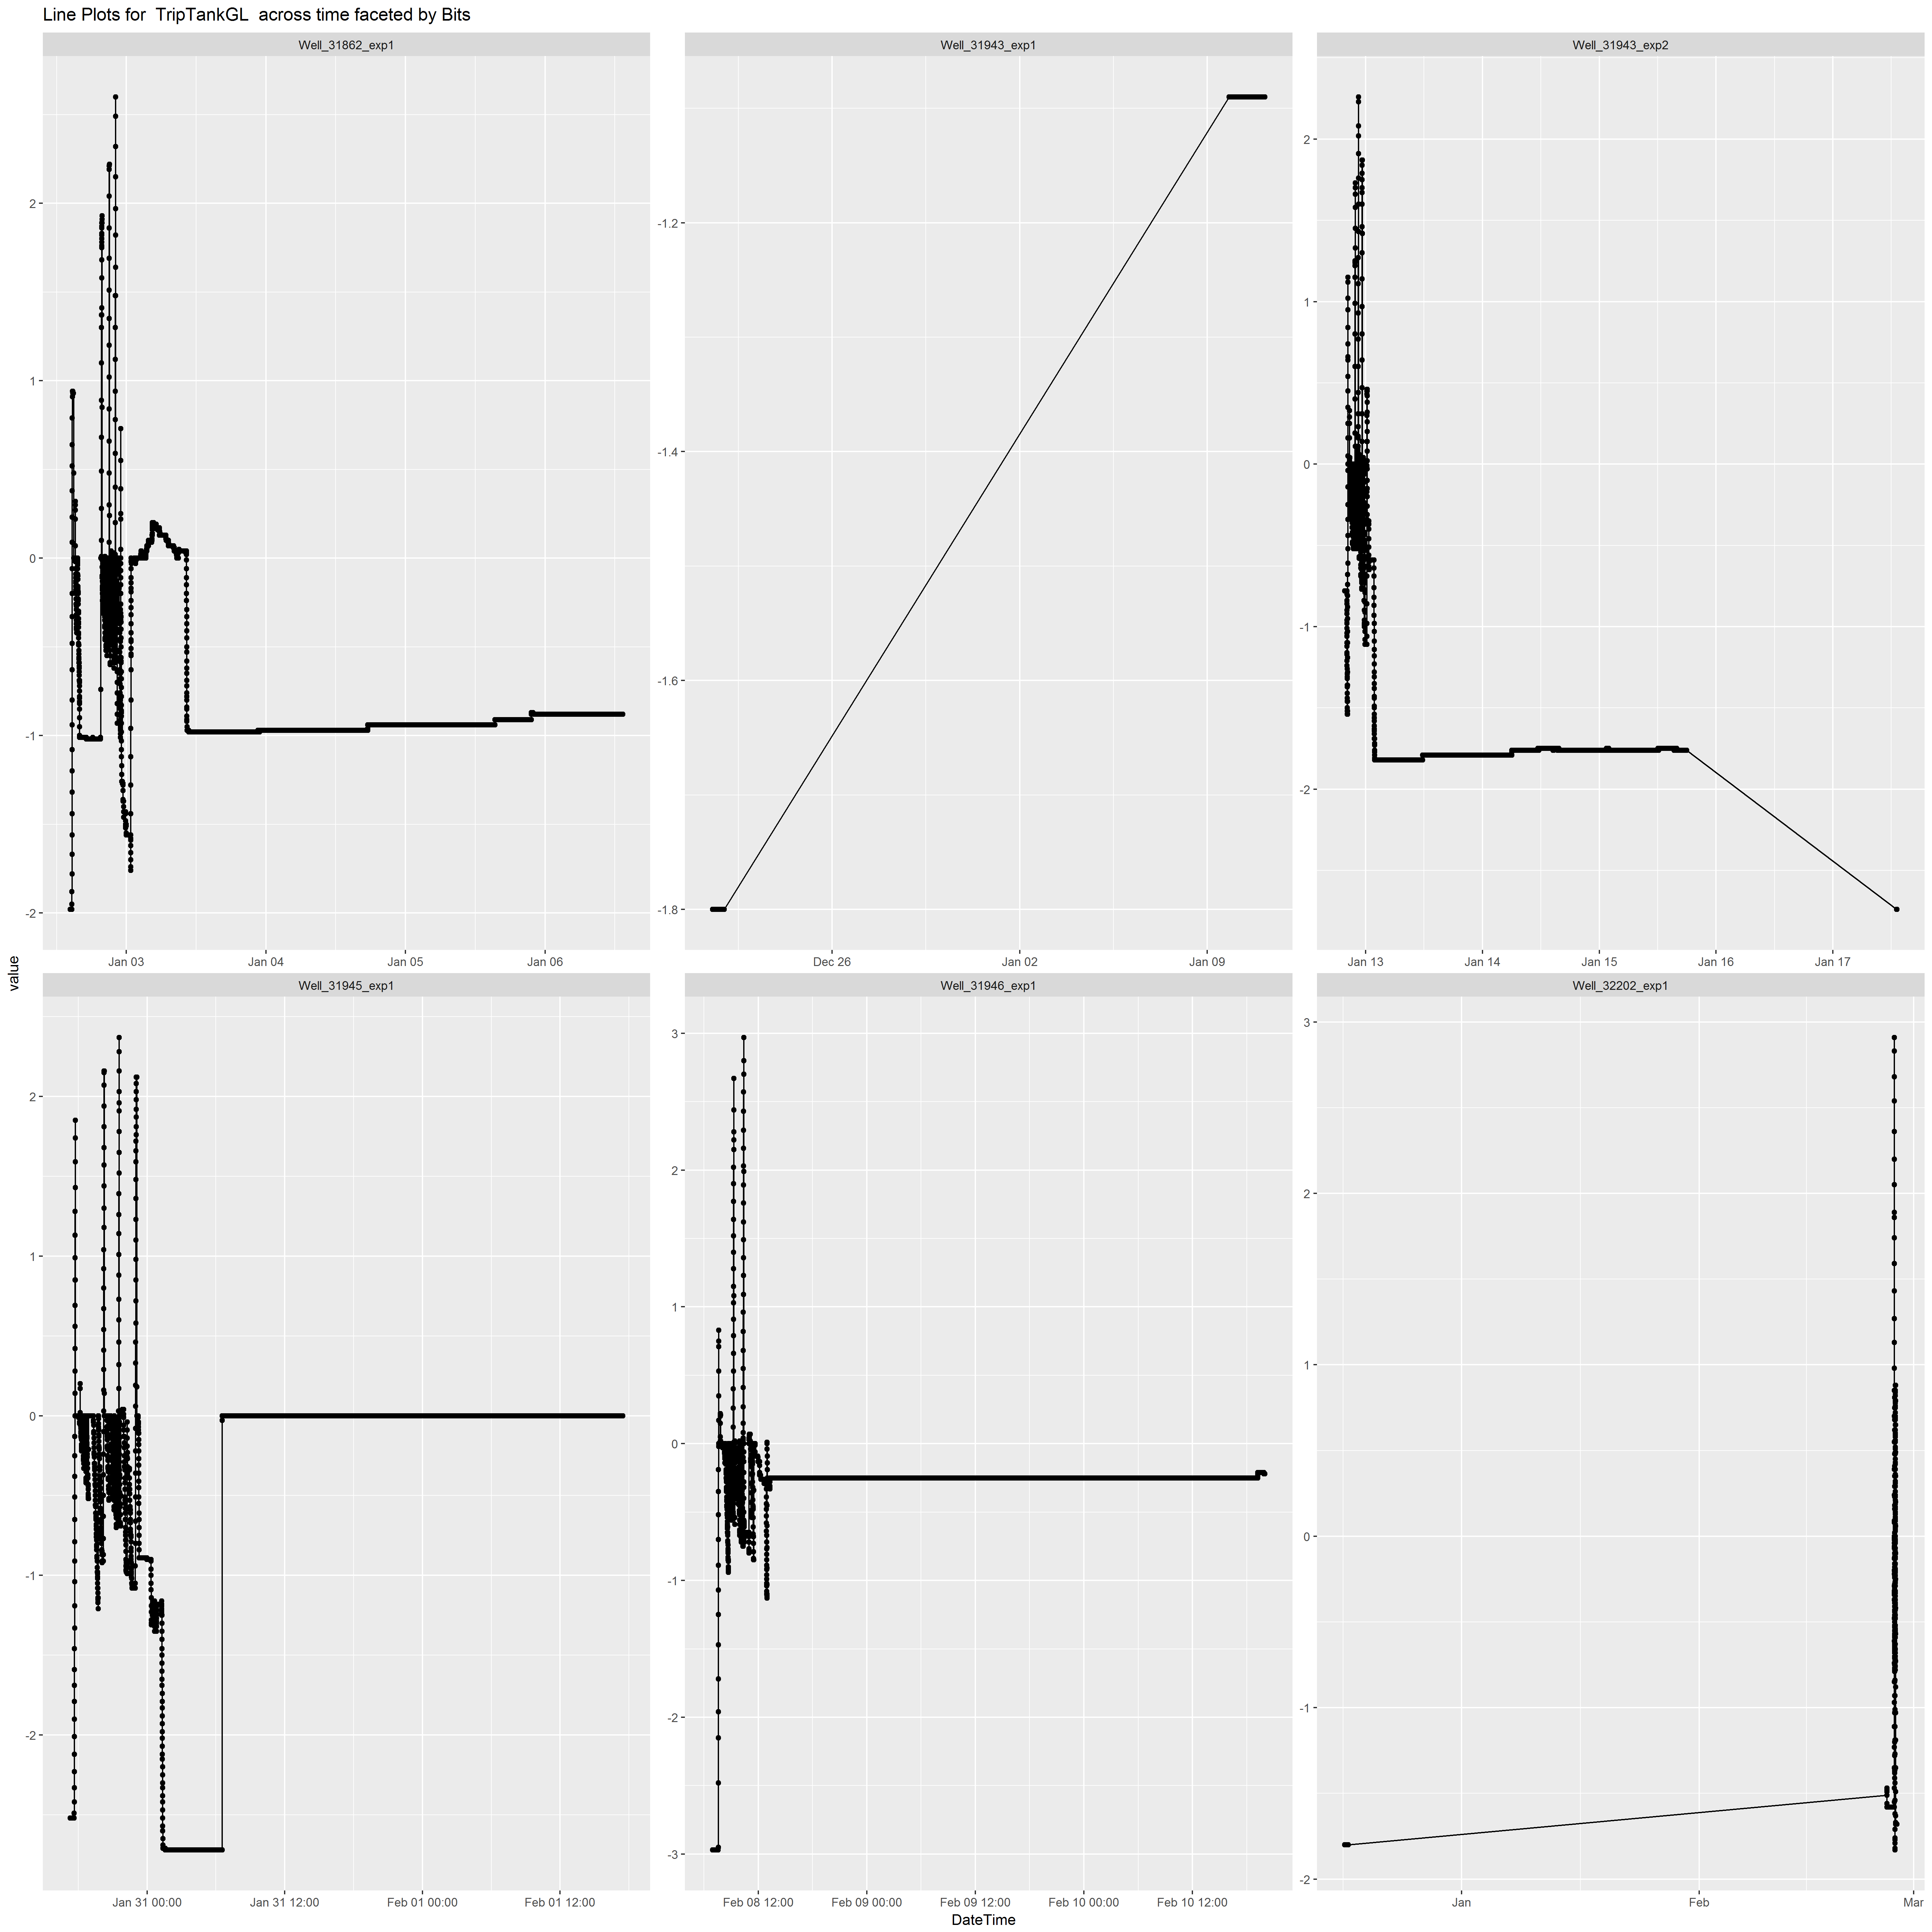 Line Plots for  TripTankGL  across time faceted by Bits
Well_31862_exp1
Well_31943_exp1
Well_31943_exp2
2
1
0
-1
-2
Jan 03
Jan 04
Jan 05
Jan 06
-1.2
-1.4
-1.6
-1.8
Dec 26
Jan 02
Jan 09
2
1
0
-1
-2
Jan 13
Jan 14
Jan 15
Jan 16
Jan 17
value
Well_31945_exp1
Well_31946_exp1
Well_32202_exp1
2
1
0
-1
-2
Jan 31 00:00
Jan 31 12:00
Feb 01 00:00
Feb 01 12:00
3
2
1
0
-1
-2
-3
Feb 08 12:00
Feb 09 00:00
Feb 09 12:00
Feb 10 00:00
Feb 10 12:00
3
2
1
0
-1
-2
Jan
Feb
Mar
DateTime